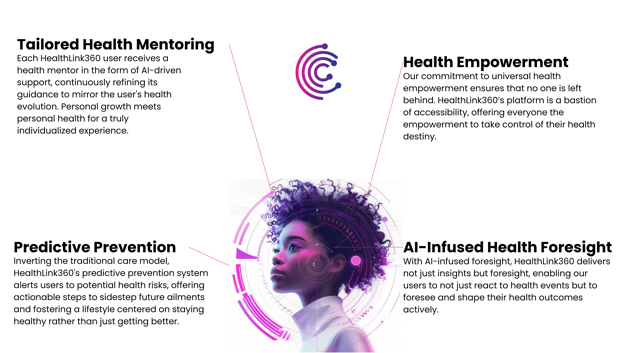 Tailored Health Mentoring
Each HealthLink360 user receives a
health mentor in the form of AI-driven
support, continuously refining its
guidance to mirror the user's health
evolution. Personal growth meets
personal health for a truly
individualized experience.
Health Empowerment
Our commitment to universal health
empowerment ensures that no one is left
behind. HealthLink360's platform is a bastion
of accessibility, offering everyone the
empowerment to take control of their health
destiny.
Predictive Prevention
Inverting the traditional care model,
HealthLink360's predictive prevention system
alerts users to potential health risks, offering
actionable steps to sidestep future ailments
and fostering a lifestyle centered on staying
healthy rather than just getting better.
AI-Infused Health Foresight
With AI-infused foresight, HealthLink360 delivers
not just insights but foresight, enabling our
users to not just react to health events but to
foresee and shape their health outcomes
actively.